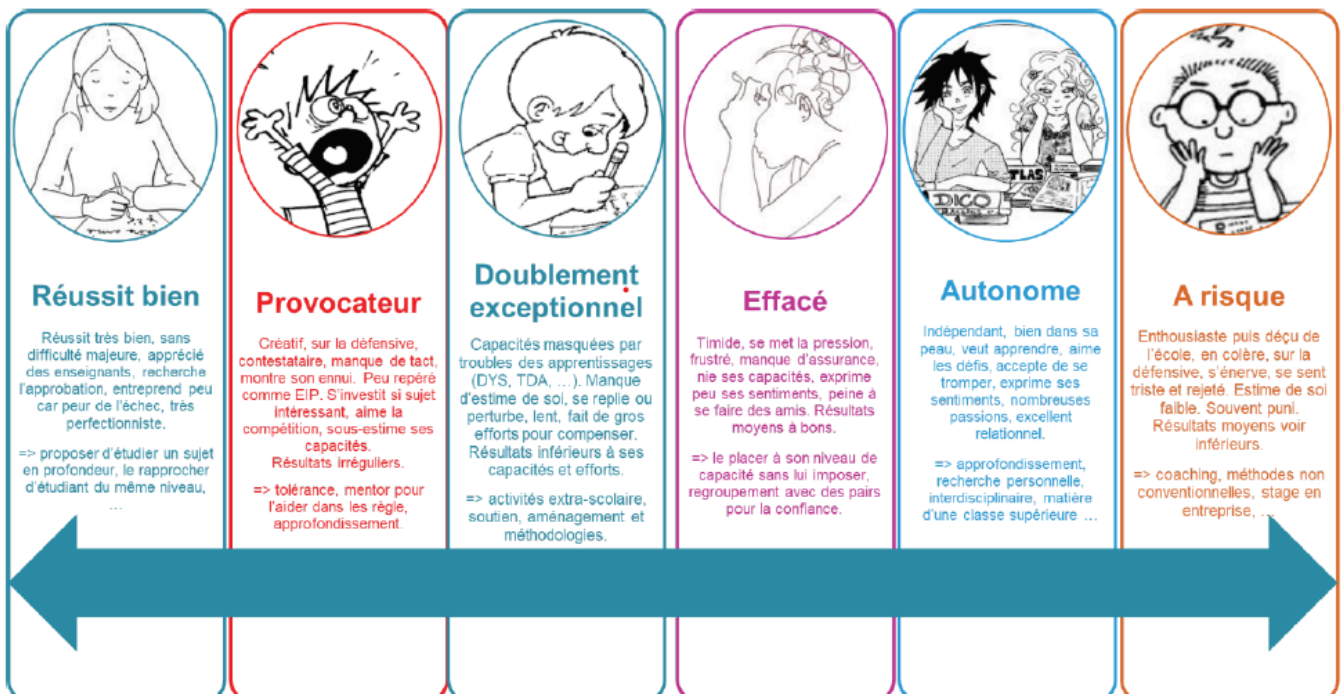 Réussit bien
Réussit très bien, sans
difficulté majeure, apprécié
des enseignants, recherche
l'approbation, entreprend peu
car peur de l'échec, très
perfectionniste.
=> proposer d'étudier un sujet
en profondeur, le rapprocher
d'étudiant du même niveau,
…
Provocateur
Créatif, sur la défensive,
contestataire, manque de tact,
montre son ennui. Peu repéré
comme EIP. S'investit si sujet
intéressant, aime la
compétition, sous-estime ses
capacités.
Résultats irréguliers.
=> tolérance, mentor pour
l'aider dans les règle,
approfondissement.
Doublement
exceptionnel
Capacités masquées par
troubles des apprentissages
(DYS, TDA, …). Manque
d'estime de soi, se replie ou
perturbe, lent, fait de gros
efforts pour compenser.
Résultats inférieurs à ses
capacités et efforts.
=> activités extra-scolaire,
soutien, aménagement et
méthodologies.
Effacé
Timide, se met la pression,
frustré, manque d'assurance,
nie ses capacités, exprime
peu ses sentiments, peine à
se faire des amis. Résultats
moyens à bons.
=> le placer à son niveau de
capacité sans lui imposer,
regroupement avec des pairs
pour la confiance.
TLAS
DICO
Autonome
Indépendant, bien dans sa
peau, veut apprendre, aime
les défis, accepte de se
tromper, exprime ses
sentiments, nombreuses
passions, excellent
relationnel.
=> approfondissement,
recherche personnelle,
interdisciplinaire, matière
d'une classe supérieure …
A risque
Enthousiaste puis déçu de
l'école, en colère, sur la
défensive, s'énerve, se sent
triste et rejeté. Estime de soi
faible. Souvent puni.
Résultats moyens voir
inférieurs.
=> coaching, méthodes non
conventionnelles, stage en
entreprise, …